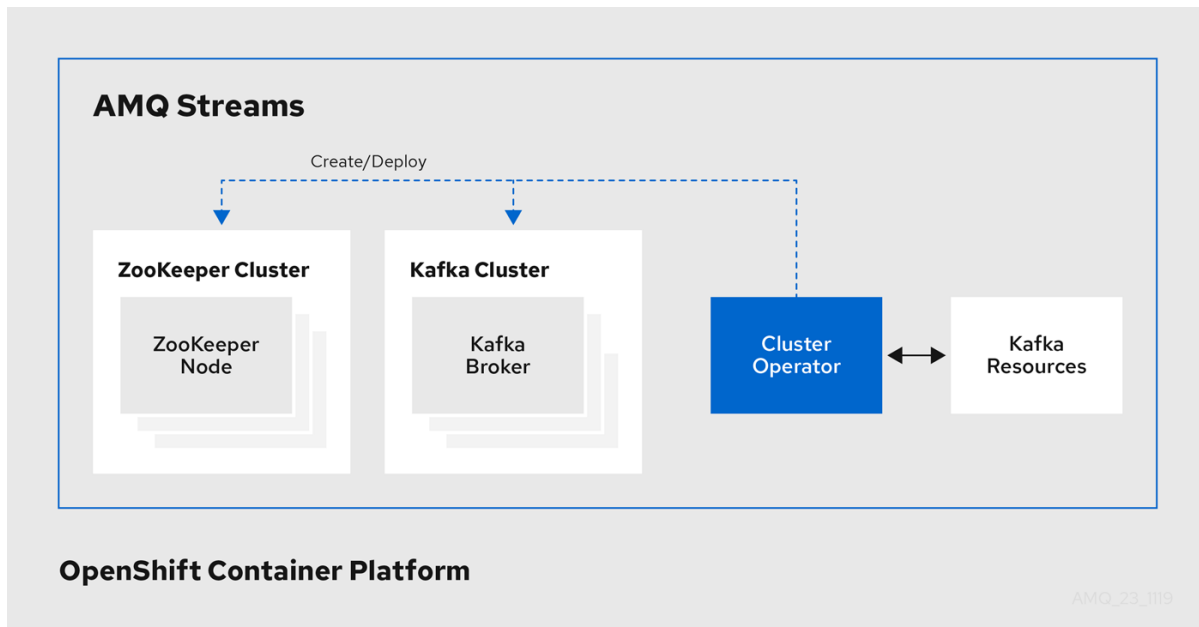 AMQ Streams
Create/Deploy
ZooKeeper Cluster
ZooKeeper
Node
Kafka Cluster
Kafka
Broker
Cluster
Operator
Kafka
Resources
OpenShift Container Platform
AMQ_23_1119